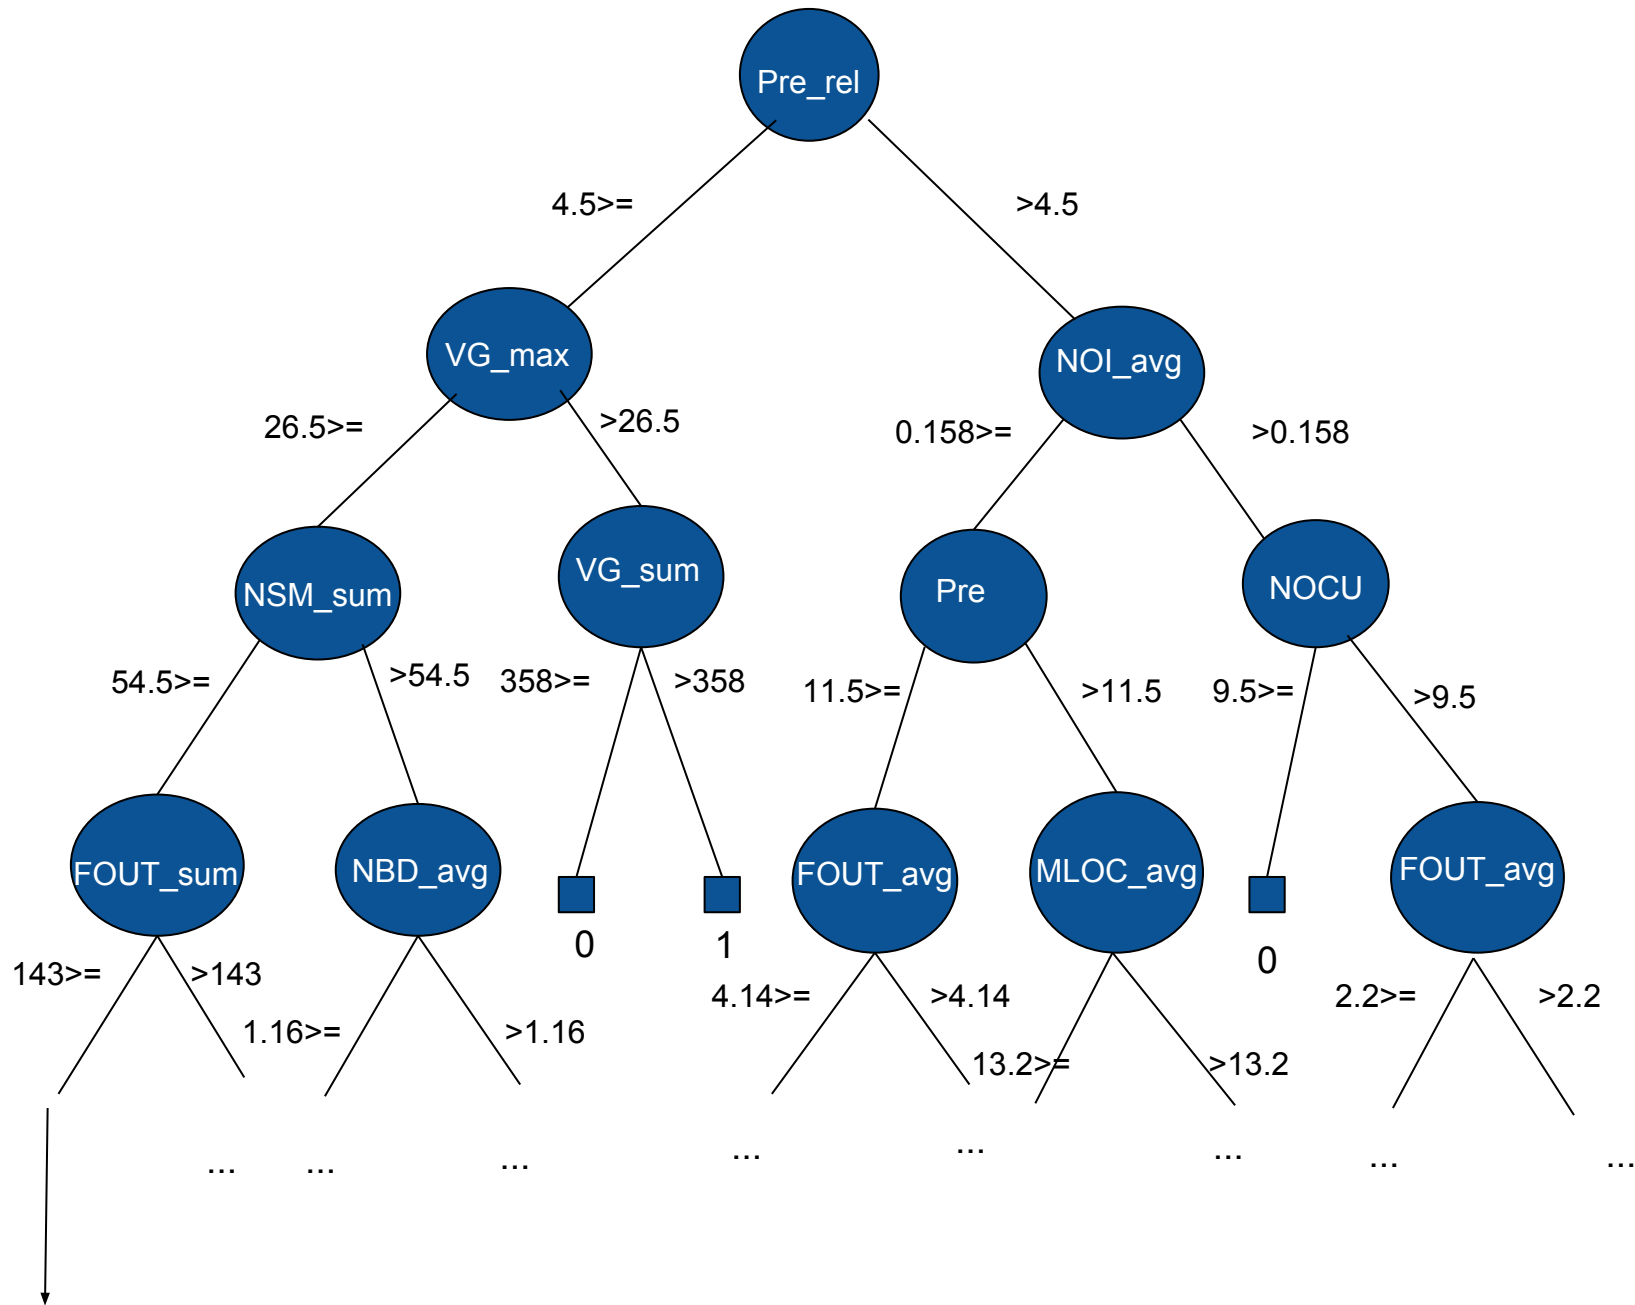 Pre_rel
4.5>=
>4.5
VG_max
NOI_avg
26.5>=
>26.5
0.158>=
>0.158
NSM_sum
VG_sum
Pre
NOCU
54.5>=
>54.5
358>=
>358
11.5>=
>11.5
9.5>=
>9.5
FOUT_sum
NBD_avg
FOUT_avg
MLOC_avg
FOUT_avg
0
1
0
143>=
>143
1.16>=
>1.16
4.14>=
>4.14
13.2>=
>13.2
2.2>=
>2.2
...
...
...
...
...
...
...
...